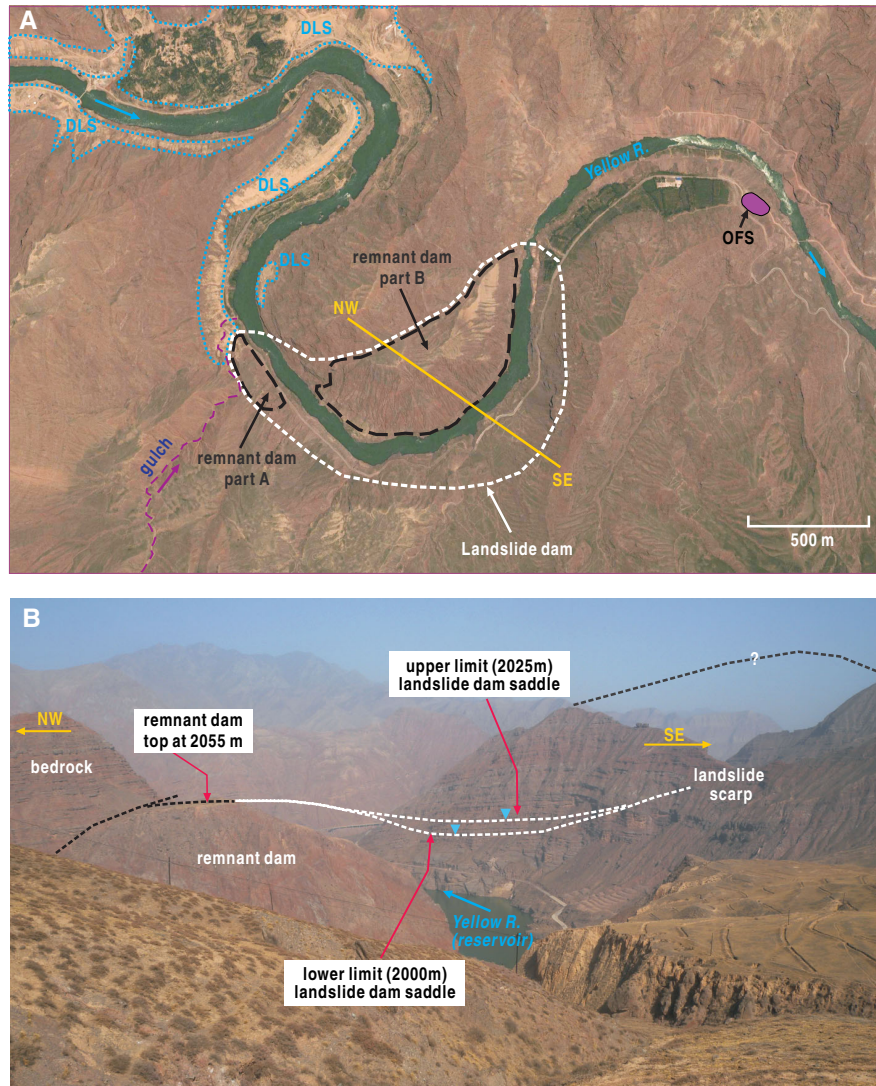 A
DLS
DLS
DLS
DLS
Yellow R.
OFS
remnant dam
part B
NW
gulch
remnant dam
part A
SE
Landslide dam
500 m
B
upper limit (2025m)
landslide dam saddle
?
NW
remnant dam
top at 2055 m
SE
bedrock
landslide
scarp
remnant dam
Yellow R.
(reservoir)
lower limit (2000m)
landslide dam saddle